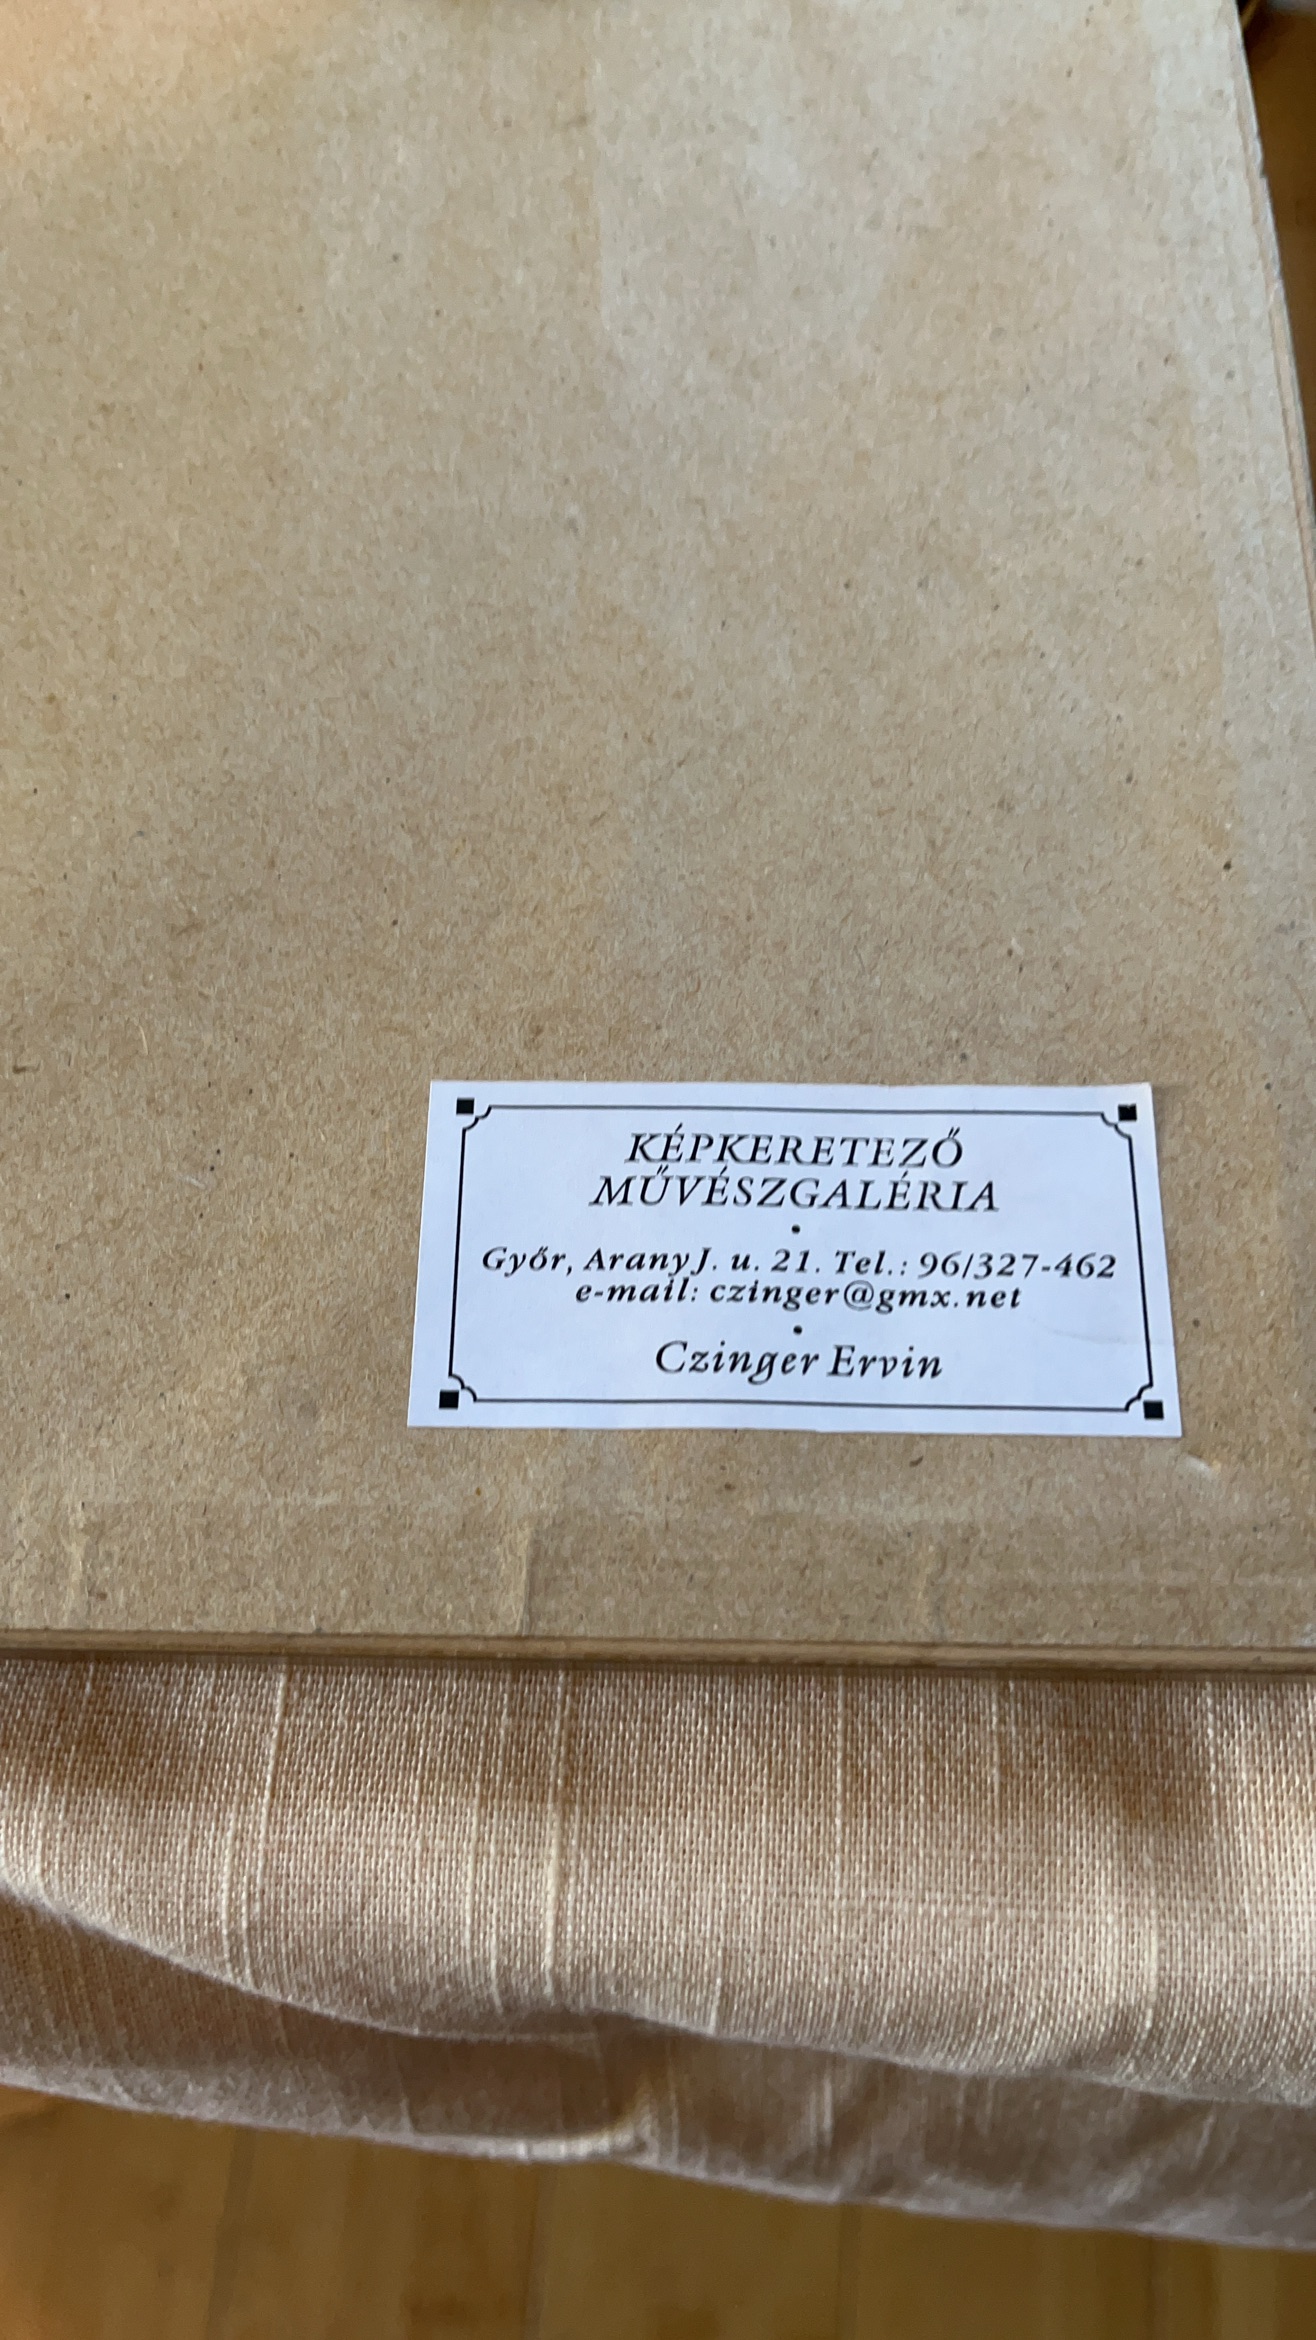 KÉPKERETEZŐ
MŰVÉSZGALÉRIA
•
Győr, Arany J. u. 21. Tel.: 96/327-462
e-mail: czinger@gmx.net
•
Czinger Ervin